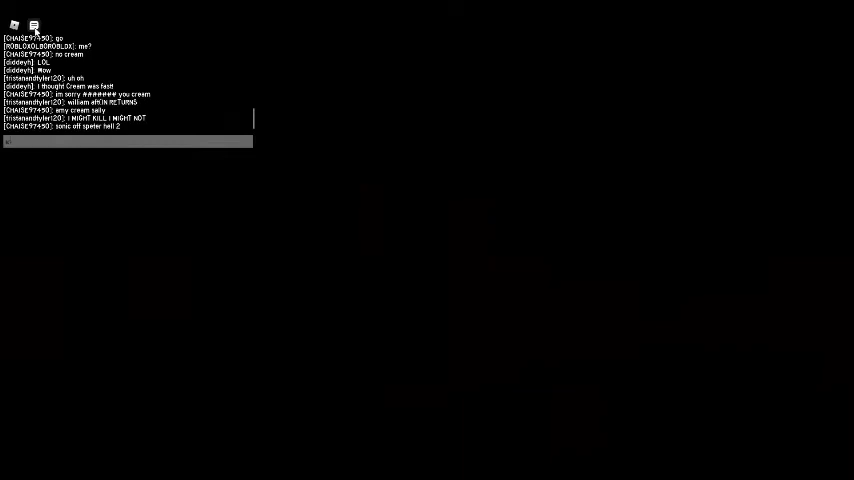 [CHAISE97450]: go
[ROBLOXOLBOROBLOX]: me?
[CHAISE97450]: no cream
[diddeyh]: LOL
[diddeyh]: Wow
[tristanandtyler120]: uh oh
[diddeyh]: I thought Cream was fast!
[CHAISE97450]: im sorry ####### you cream
[tristanandtyler120]: william aftON RETURNS
[CHAISE97450]: amy cream sally
[tristanandtyler120]: I MIGHT KILL I MIGHT NOT
[CHAISE97450]: sonic off speter hell 2